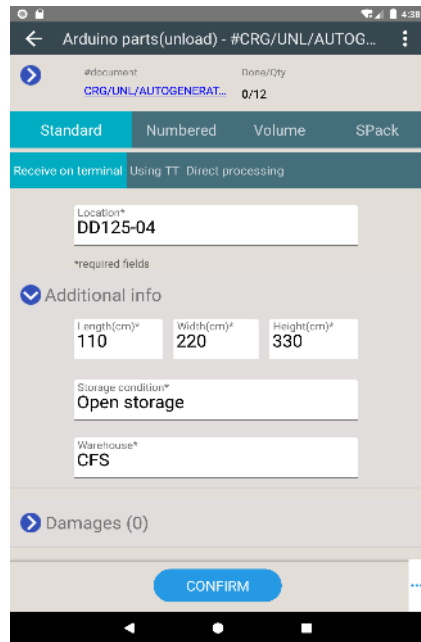 4:38
Arduino parts(unload) - #CRG/UNL/AUTOG...
#document Done/Qty
CRG/UNL/AUTOGENERAT... 0/12
Standard Numbered Volume SPack
Receive on terminal Using TT Direct processing
Location*
DD125-04
*required fields
Additional info
Length(cm)* Width(cm)* Height(cm)*
110 220 330
Storage condition*
Open storage
Warehouse*
CFS
Damages (0)
CONFIRM